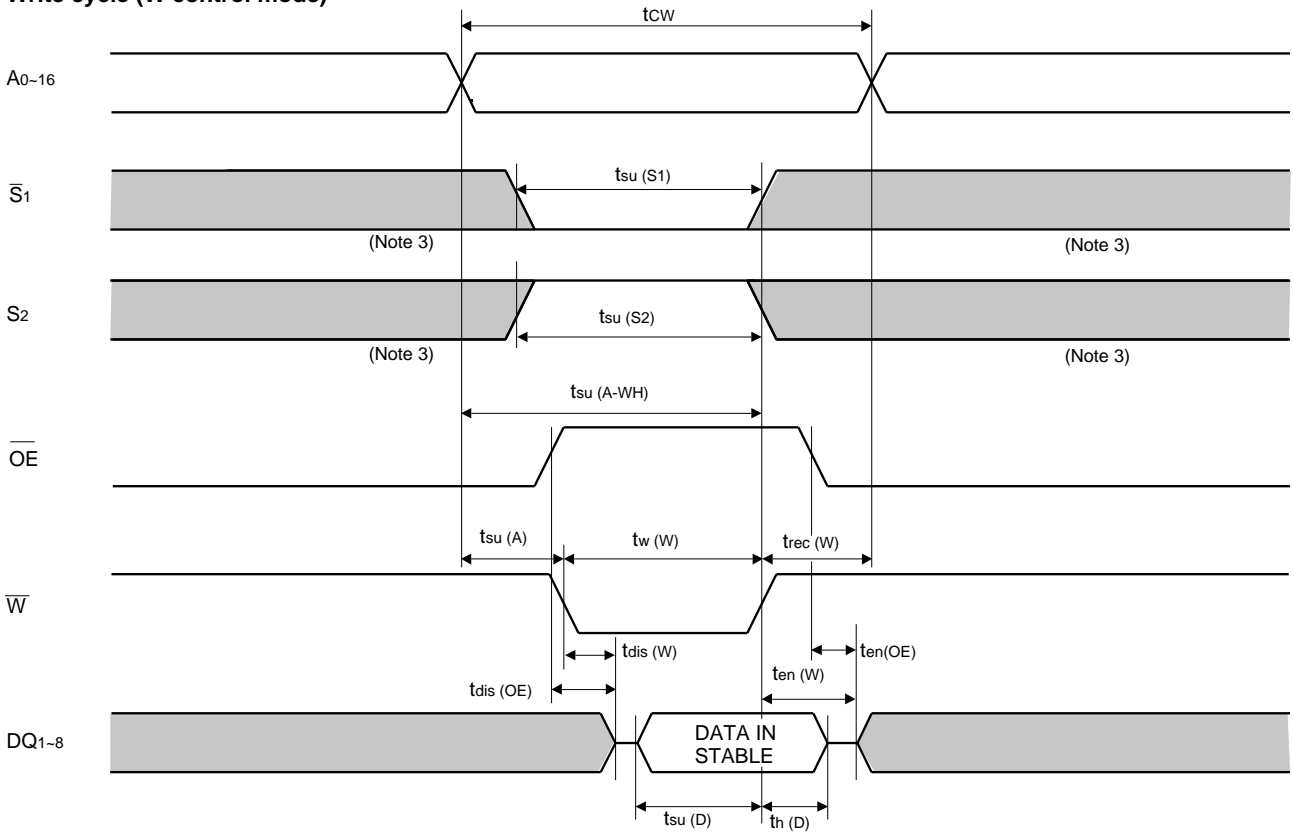 Write cycle (W control mode)
tCW
A0~16
S1
tsu (S1)
(Note 3)
(Note 3)
S2
tsu (S2)
(Note 3)
(Note 3)
tsu (A-WH)
OE
tsu (A)
tw (W)
trec (W)
W
tdis (W)
ten(OE)
ten (W)
tdis (OE)
DQ1~8
DATA IN
STABLE
tsu (D)
th (D)